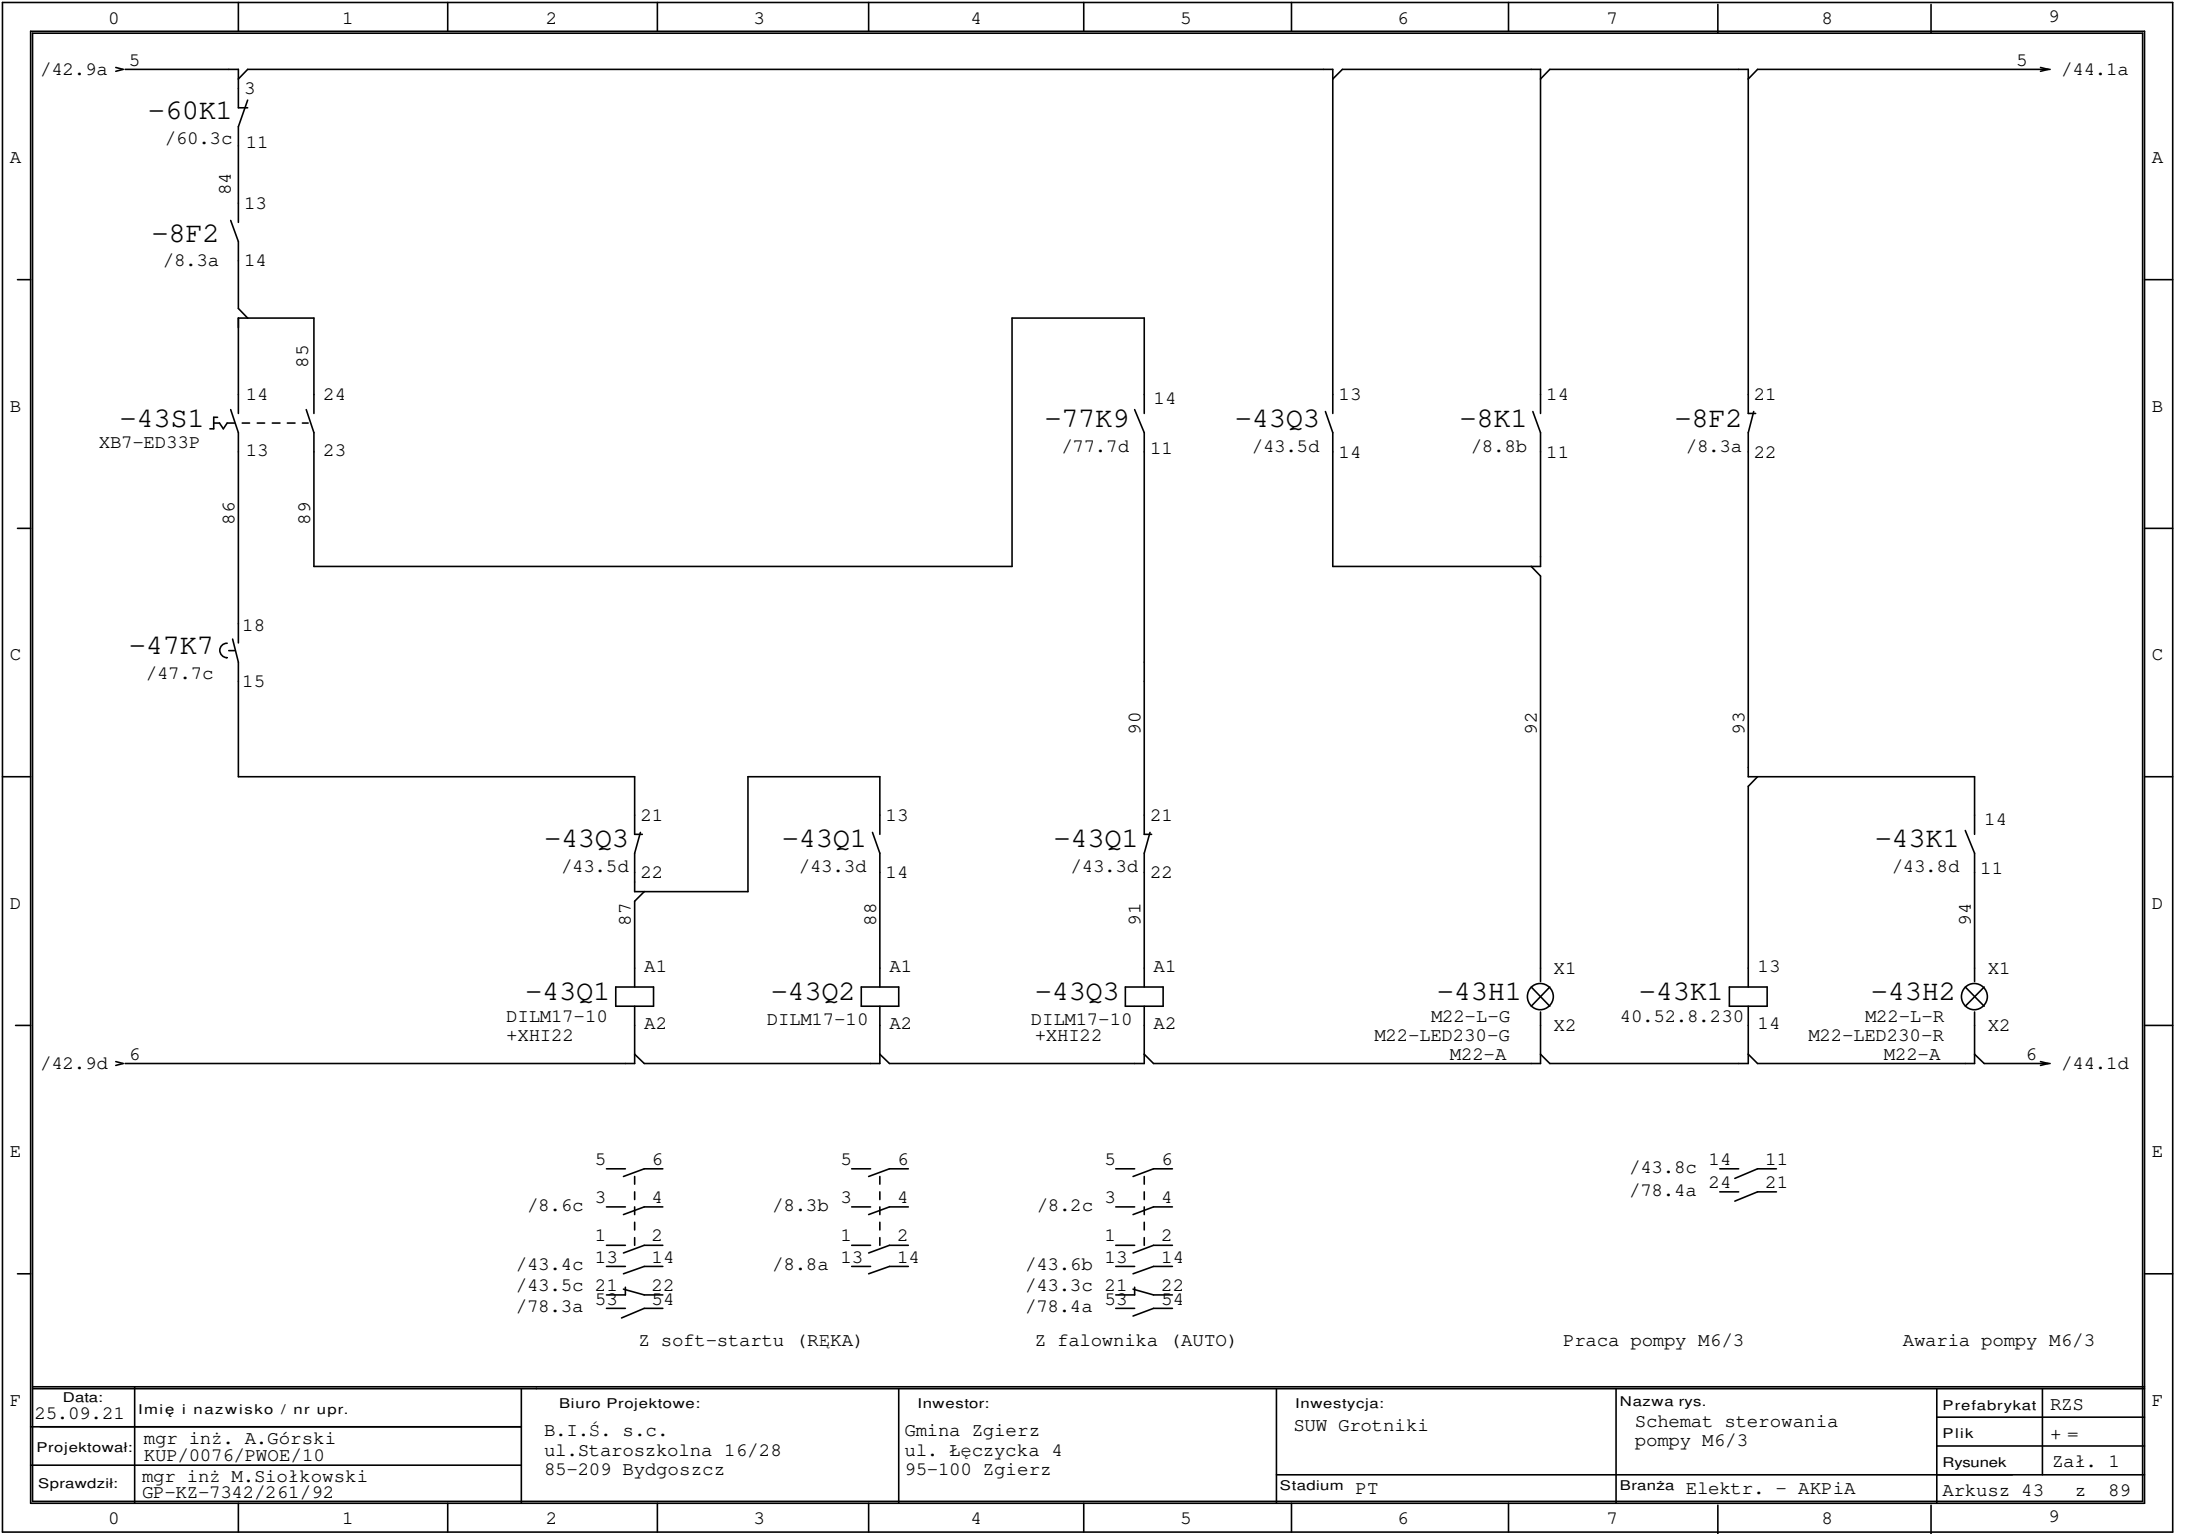 0 1 2 3 4 5 6 7 8 9
/42.9a 5
5 /44.1a
3
-60K1
/60.3c 11
A A
84
13
-8F2
/8.3a 14
85
14 24
-43S1
XB7-ED33P
13 23
14
-77K9
/77.7d 11
13
-43Q3
/43.5d 14
14
-8K1
/8.8b 11
21
-8F2
/8.3a 22
B B
86 89
18
-47K7
/47.7c
15
C C
90 92 93
21
-43Q3
/43.5d 22
13
-43Q1
/43.3d 14
21
-43Q1
/43.3d 22
14
-43K1
/43.8d 11
D D
87 88 91 94
A1
-43Q1
DILM17-10 A2
+XHI22
A1
-43Q2
DILM17-10 A2
A1
-43Q3
DILM17-10 A2
+XHI22
X1
-43H1
M22-L-G X2
M22-LED230-G
M22-A
13
-43K1
40.52.8.230 14
X1
-43H2
M22-L-R X2
M22-LED230-R
M22-A
/42.9d 6
6 /44.1d
E E
5 6
/8.6c 3 4
1 2
/43.4c 13 14
/43.5c 21 22
/78.3a 53 54
5 6
/8.3b 3 4
1 2
/8.8a 13 14
5 6
/8.2c 3 4
1 2
/43.6b 13 14
/43.3c 21 22
/78.4a 53 54
/43.8c 14 11
/78.4a 24 21
Z soft-startu (RĘKA)
Z falownika (AUTO)
Praca pompy M6/3
Awaria pompy M6/3
F F
Data:
25.09.21
Imię i nazwisko / nr upr.
Projektował:
mgr inż. A.Górski
KUP/0076/PWOE/10
Sprawdził:
mgr inż M.Siołkowski
GP-KZ-7342/261/92
Biuro Projektowe:
B.I.Ś. s.c.
ul.Staroszkolna 16/28
85-209 Bydgoszcz
Inwestor:
Gmina Zgierz
ul. Łęczycka 4
95-100 Zgierz
Inwestycja:
SUW Grotniki
Stadium PT
Nazwa rys.
Schemat sterowania
pompy M6/3
Branża Elektr. - AKPiA
Prefabrykat RZS
Plik + =
Rysunek Zał. 1
Arkusz 43 z 89
0 1 2 3 4 5 6 7 8 9